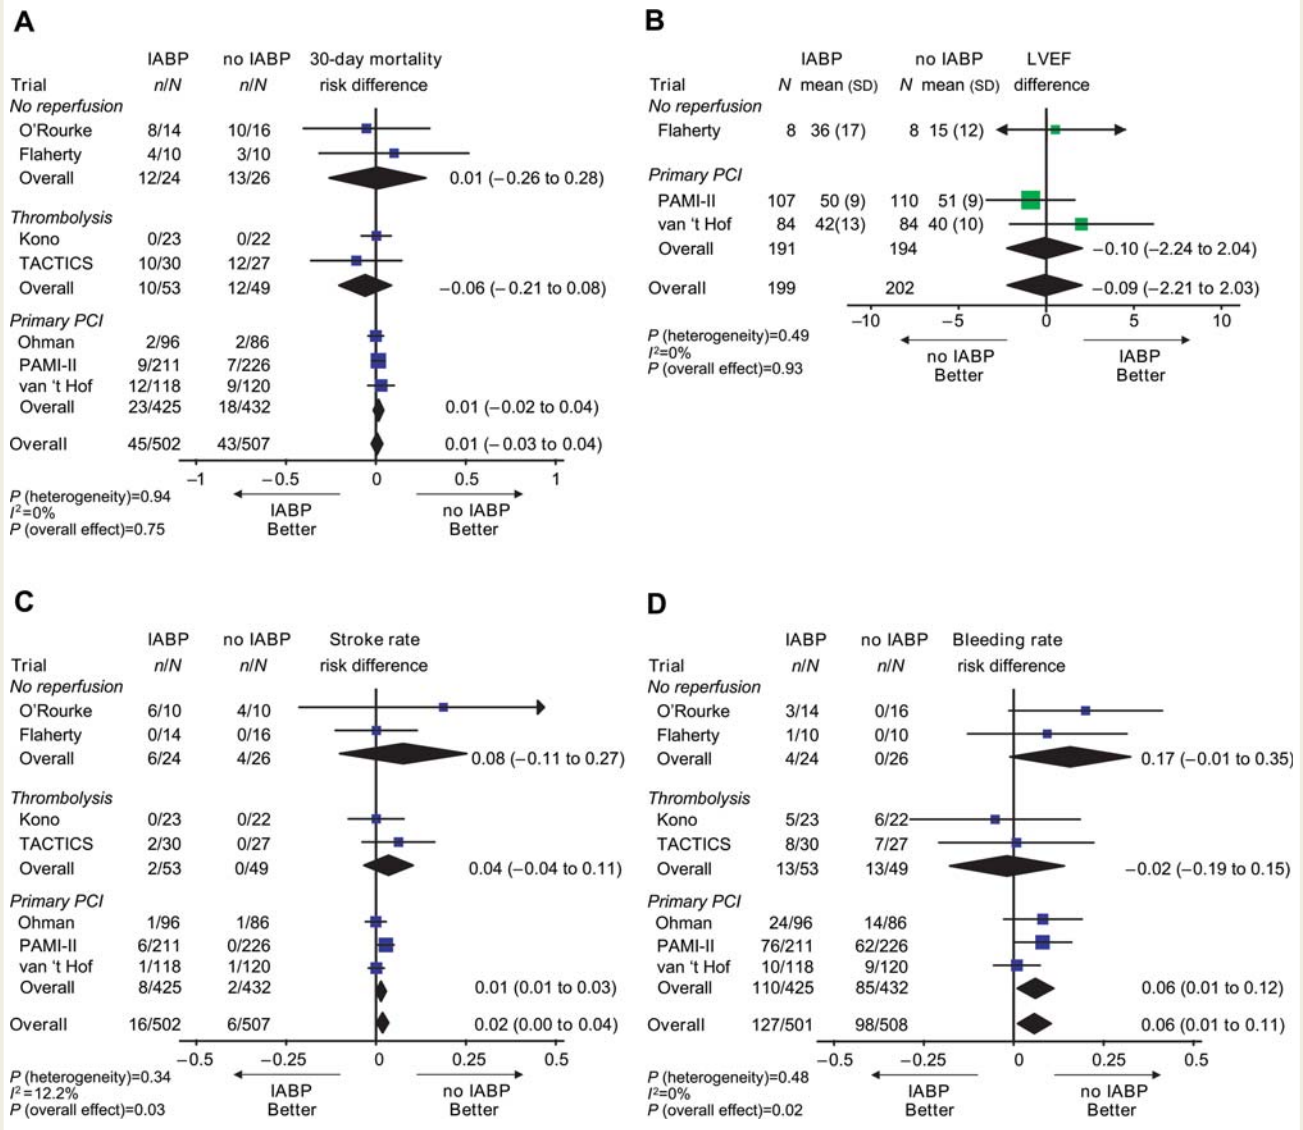 A
IABP no IABP 30-day mortality
Trial n/N n/N risk difference
No reperfusion
O'Rourke 8/14 10/16
Flaherty 4/10 3/10
Overall 12/24 13/26 0.01 (−0.26 to 0.28)
Thrombolysis
Kono 0/23 0/22
TACTICS 10/30 12/27
Overall 10/53 12/49 −0.06 (−0.21 to 0.08)
Primary PCI
Ohman 2/96 2/86
PAMI-II 9/211 7/226
van 't Hof 12/118 9/120
Overall 23/425 18/432 0.01 (−0.02 to 0.04)
Overall 45/502 43/507 0.01 (−0.03 to 0.04)
−1 −0.5 0 0.5 1
P (heterogeneity)=0.94
I²=0%
P (overall effect)=0.75
IABP Better
no IABP Better
B
IABP no IABP LVEF
Trial N mean (SD) N mean (SD) difference
No reperfusion
Flaherty 8 36 (17) 8 15 (12)
Primary PCI
PAMI-II 107 50 (9) 110 51 (9)
van 't Hof 84 42(13) 84 40 (10)
Overall 191 194 −0.10 (−2.24 to 2.04)
Overall 199 202 −0.09 (−2.21 to 2.03)
−10 −5 0 5 10
P (heterogeneity)=0.49
I²=0%
P (overall effect)=0.93
no IABP Better
IABP Better
C
IABP no IABP Stroke rate
Trial n/N n/N risk difference
No reperfusion
O'Rourke 6/10 4/10
Flaherty 0/14 0/16
Overall 6/24 4/26 0.08 (−0.11 to 0.27)
Thrombolysis
Kono 0/23 0/22
TACTICS 2/30 0/27
Overall 2/53 0/49 0.04 (−0.04 to 0.11)
Primary PCI
Ohman 1/96 1/86
PAMI-II 6/211 0/226
van 't Hof 1/118 1/120
Overall 8/425 2/432 0.01 (0.01 to 0.03)
Overall 16/502 6/507 0.02 (0.00 to 0.04)
−0.5 −0.25 0 0.25 0.5
P (heterogeneity)=0.34
I²=12.2%
P (overall effect)=0.03
IABP Better
no IABP Better
D
IABP no IABP Bleeding rate
Trial n/N n/N risk difference
No reperfusion
O'Rourke 3/14 0/16
Flaherty 1/10 0/10
Overall 4/24 0/26 0.17 (−0.01 to 0.35)
Thrombolysis
Kono 5/23 6/22
TACTICS 8/30 7/27
Overall 13/53 13/49 −0.02 (−0.19 to 0.15)
Primary PCI
Ohman 24/96 14/86
PAMI-II 76/211 62/226
van 't Hof 10/118 9/120
Overall 110/425 85/432 0.06 (0.01 to 0.12)
Overall 127/501 98/508 0.06 (0.01 to 0.11)
−0.5 −0.25 0 0.25 0.5
P (heterogeneity)=0.48
I²=0%
P (overall effect)=0.02
IABP Better
no IABP Better